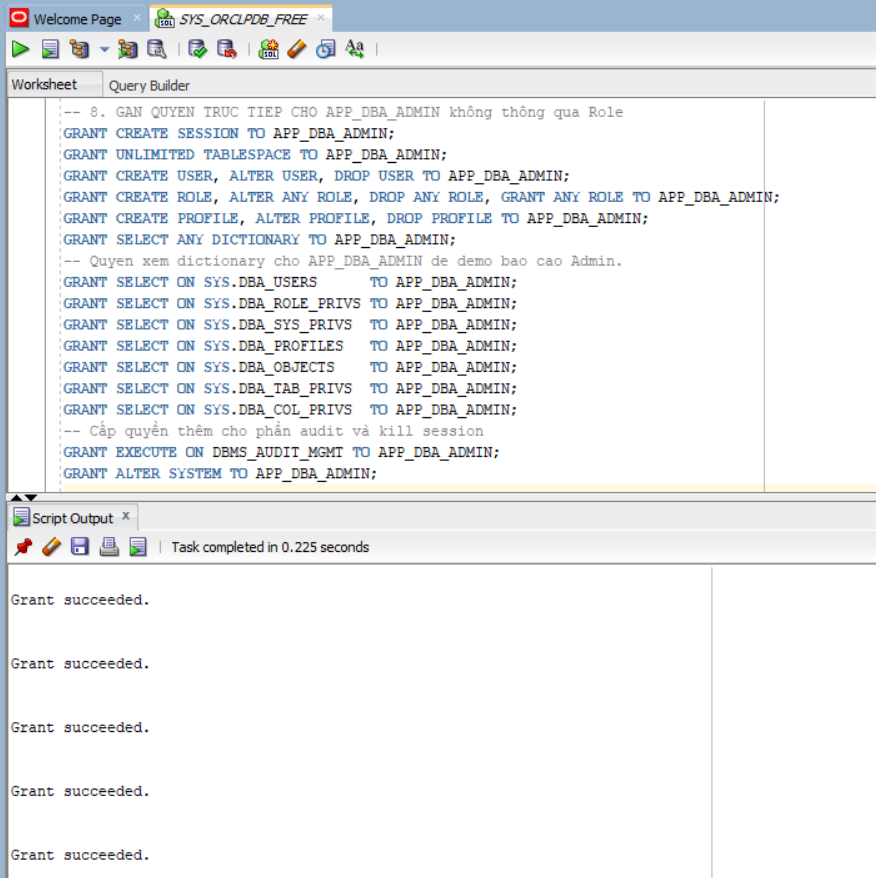 Welcome Page × SYS_ORCLPDB_FREE ×
Worksheet Query Builder
-- 8. GAN QUYEN TRUC TIEP CHO APP_DBA_ADMIN không thông qua Role
GRANT CREATE SESSION TO APP_DBA_ADMIN;
GRANT UNLIMITED TABLESPACE TO APP_DBA_ADMIN;
GRANT CREATE USER, ALTER USER, DROP USER TO APP_DBA_ADMIN;
GRANT CREATE ROLE, ALTER ANY ROLE, DROP ANY ROLE, GRANT ANY ROLE TO APP_DBA_ADMIN;
GRANT CREATE PROFILE, ALTER PROFILE, DROP PROFILE TO APP_DBA_ADMIN;
GRANT SELECT ANY DICTIONARY TO APP_DBA_ADMIN;
-- Quyen xem dictionary cho APP_DBA_ADMIN de demo bao cao Admin.
GRANT SELECT ON SYS.DBA_USERS      TO APP_DBA_ADMIN;
GRANT SELECT ON SYS.DBA_ROLE_PRIVS TO APP_DBA_ADMIN;
GRANT SELECT ON SYS.DBA_SYS_PRIVS  TO APP_DBA_ADMIN;
GRANT SELECT ON SYS.DBA_PROFILES   TO APP_DBA_ADMIN;
GRANT SELECT ON SYS.DBA_OBJECTS    TO APP_DBA_ADMIN;
GRANT SELECT ON SYS.DBA_TAB_PRIVS  TO APP_DBA_ADMIN;
GRANT SELECT ON SYS.DBA_COL_PRIVS  TO APP_DBA_ADMIN;
-- Cấp quyền thêm cho phần audit và kill session
GRANT EXECUTE ON DBMS_AUDIT_MGMT TO APP_DBA_ADMIN;
GRANT ALTER SYSTEM TO APP_DBA_ADMIN;
Script Output ×
Task completed in 0.225 seconds
Grant succeeded.
Grant succeeded.
Grant succeeded.
Grant succeeded.
Grant succeeded.